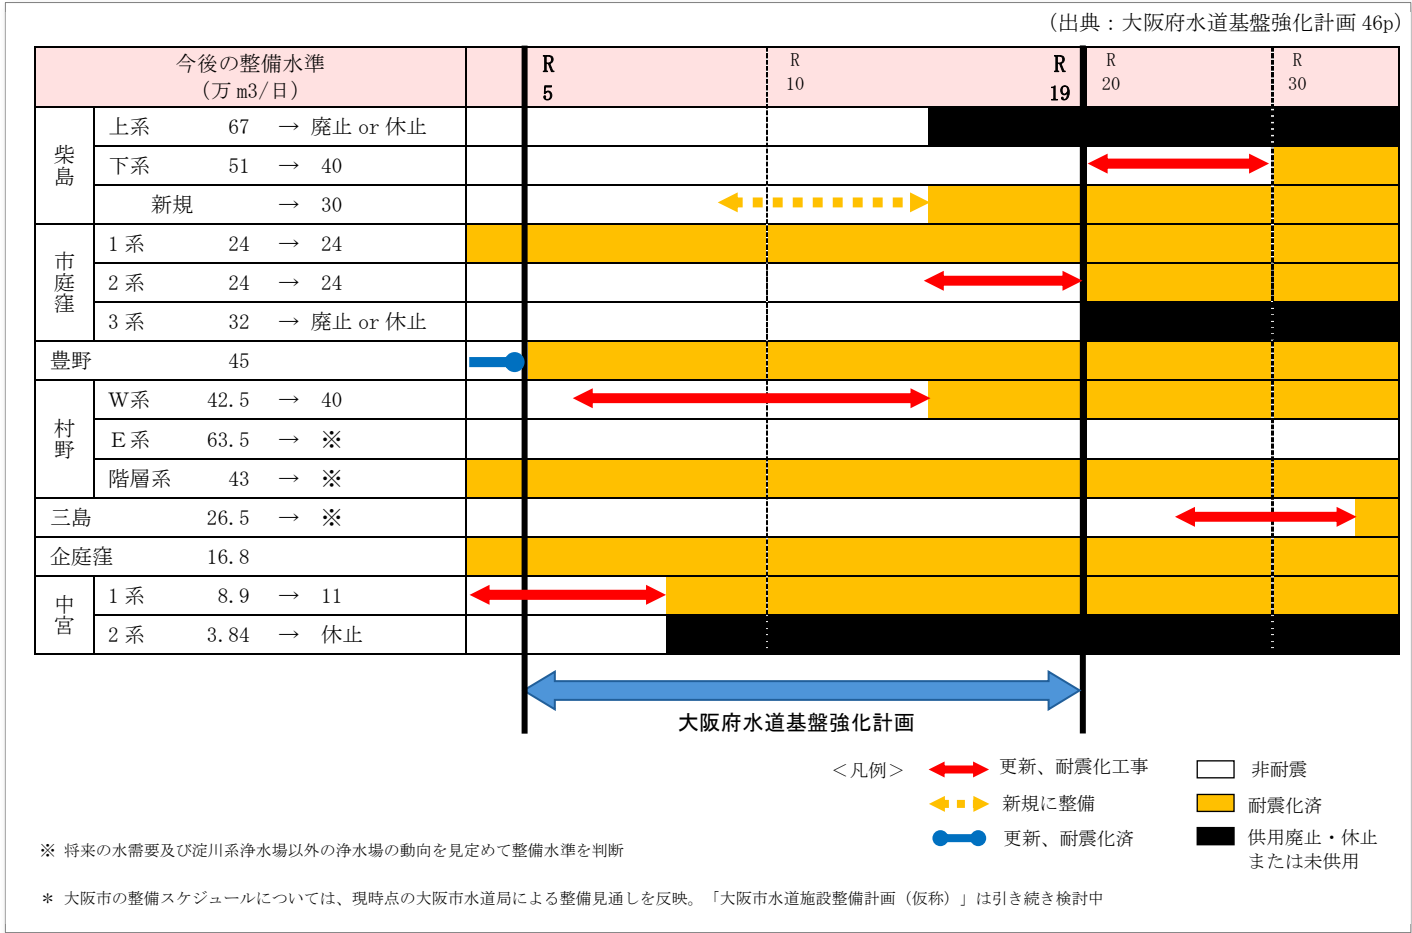 （出典：大阪府水道基盤強化計画 46p）
今後の整備水準
（万 m3/日）
R
5
R
10
R
19
R
20
R
30
柴島
上系 67 → 廃止 or 休止
下系 51 → 40
新規 → 30
市庭窪
1 系 24 → 24
2 系 24 → 24
3 系 32 → 廃止 or 休止
豊野 45
村野
W系 42.5 → 40
E系 63.5 → ※
階層系 43 → ※
三島 26.5 → ※
企庭窪 16.8
中宮
1 系 8.9 → 11
2 系 3.84 → 休止
大阪府水道基盤強化計画
＜凡例＞
更新、耐震化工事
新規に整備
更新、耐震化済
非耐震
耐震化済
供用廃止・休止
または未供用
※ 将来の水需要及び淀川系浄水場以外の浄水場の動向を見定めて整備水準を判断
＊ 大阪市の整備スケジュールについては、現時点の大阪市水道局による整備見通しを反映。「大阪市水道施設整備計画（仮称）」は引き続き検討中